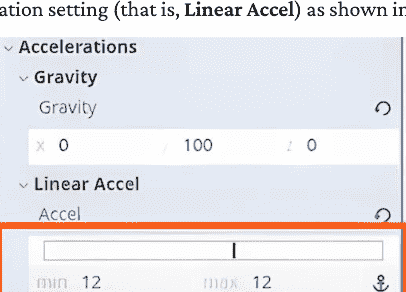 ation setting (that is, Linear Accel) as shown in
Accelerations
Gravity
Gravity
x 0 y 100 z 0
Linear Accel
Accel
min 12 max 12